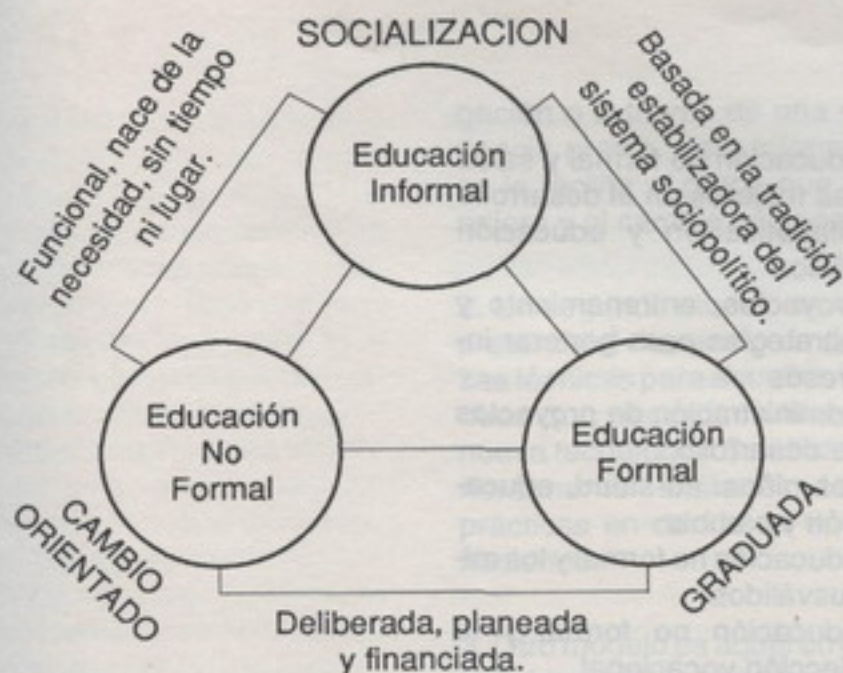 SOCIALIZACION
Funcional, nace de la
necesidad, sin tiempo
ni lugar.
Basada en la tradición
estabilizadora del
sistema sociopolítico.
Educación
Informal
Educación
No
Formal
Educación
Formal
CAMBIO
ORIENTADO
GRADUADA.
Deliberada, planeada
y financiada.